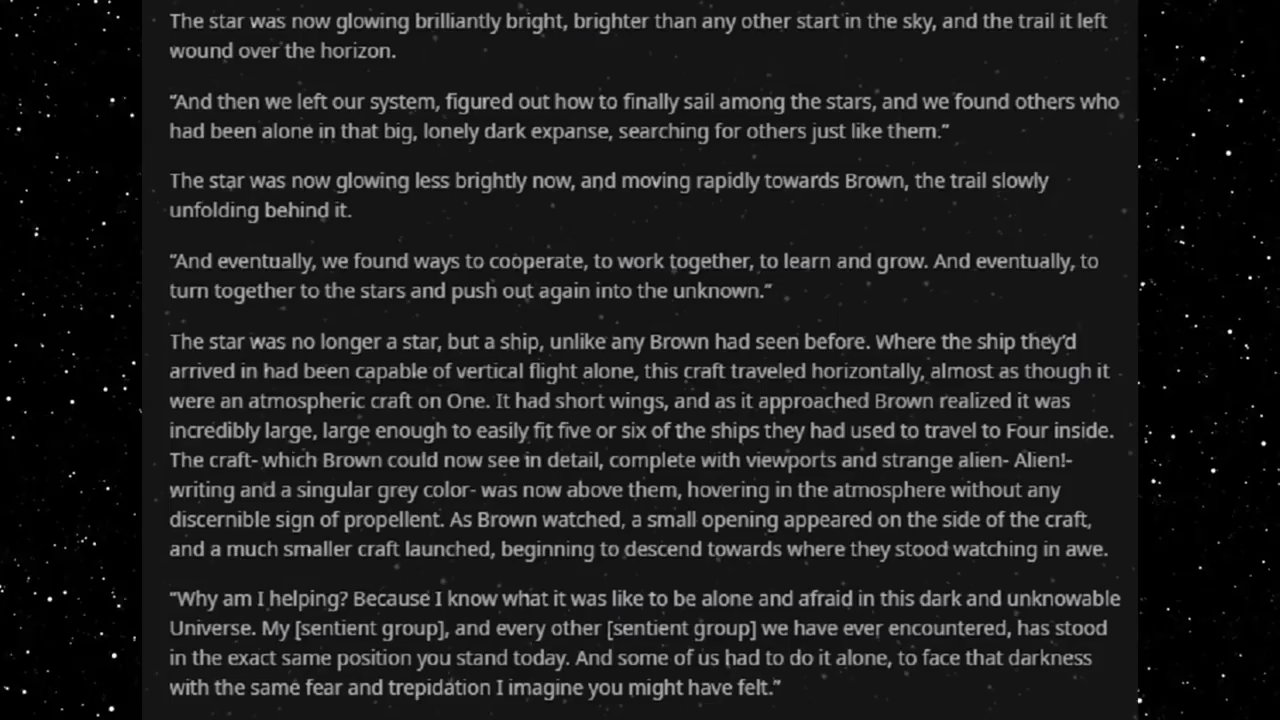 The star was now glowing brilliantly bright, brighter than any other start in the sky, and the trail it left
wound over the horizon.
“And then we left our system, figured out how to finally sail among the stars, and we found others who
had been alone in that big, lonely dark expanse, searching for others just like them.”
The star was now glowing less brightly now, and moving rapidly towards Brown, the trail slowly
unfolding behind it.
“And eventually, we found ways to cooperate, to work together, to learn and grow. And eventually, to
turn together to the stars and push out again into the unknown.”
The star was no longer a star, but a ship, unlike any Brown had seen before. Where the ship they’d
arrived in had been capable of vertical flight alone, this craft traveled horizontally, almost as though it
were an atmospheric craft on One. It had short wings, and as it approached Brown realized it was
incredibly large, large enough to easily fit five or six of the ships they had used to travel to Four inside.
The craft- which Brown could now see in detail, complete with viewports and strange alien- Alien!-
writing and a singular grey color- was now above them, hovering in the atmosphere without any
discernible sign of propellent. As Brown watched, a small opening appeared on the side of the craft,
and a much smaller craft launched, beginning to descend towards where they stood watching in awe.
“Why am I helping? Because I know what it was like to be alone and afraid in this dark and unknowable
Universe. My [sentient group], and every other [sentient group] we have ever encountered, has stood
in the exact same position you stand today. And some of us had to do it alone, to face that darkness
with the same fear and trepidation I imagine you might have felt.”